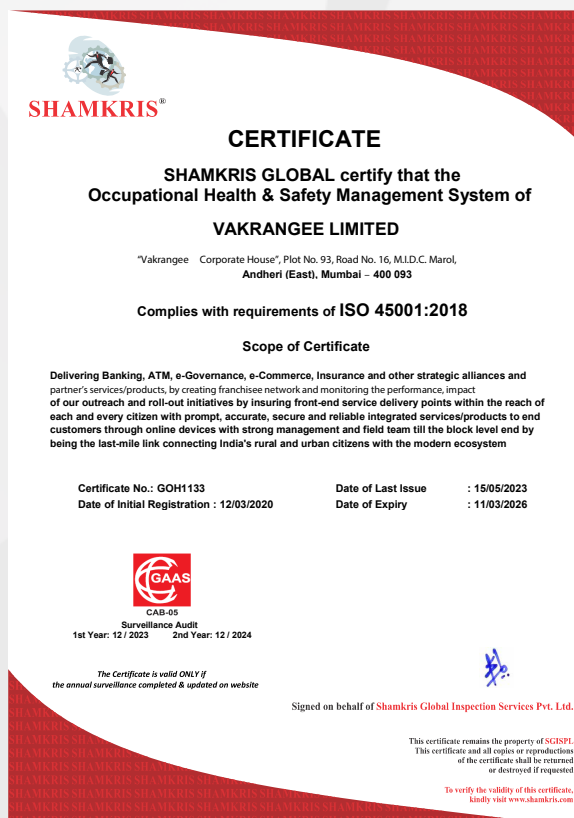 SHAMKRIS®
CERTIFICATE
SHAMKRIS GLOBAL certify that the
Occupational Health & Safety Management System of
VAKRANGEE LIMITED
“Vakrangee Corporate House”, Plot No. 93, Road No. 16, M.I.D.C. Marol,
Andheri (East), Mumbai – 400 093
Complies with requirements of ISO 45001:2018
Scope of Certificate
Delivering Banking, ATM, e-Governance, e-Commerce, Insurance and other strategic alliances and
partner's services/products, by creating franchisee network and monitoring the performance, impact
of our outreach and roll-out initiatives by insuring front-end service delivery points within the reach of
each and every citizen with prompt, accurate, secure and reliable integrated services/products to end
customers through online devices with strong management and field team till the block level end by
being the last-mile link connecting India's rural and urban citizens with the modern ecosystem
Certificate No.: GOH1133 Date of Last Issue : 15/05/2023
Date of Initial Registration : 12/03/2020 Date of Expiry : 11/03/2026
GAAS
CAB-05
Surveillance Audit
1st Year: 12 / 2023 2nd Year: 12 / 2024
The Certificate is valid ONLY if
the annual surveillance completed & updated on website
Signed on behalf of Shamkris Global Inspection Services Pvt. Ltd.
This certificate remains the property of SGISPL
This certificate and all copies or reproductions
of the certificate shall be returned
or destroyed if requested
To verify the validity of this certificate,
kindly visit www.shamkris.com